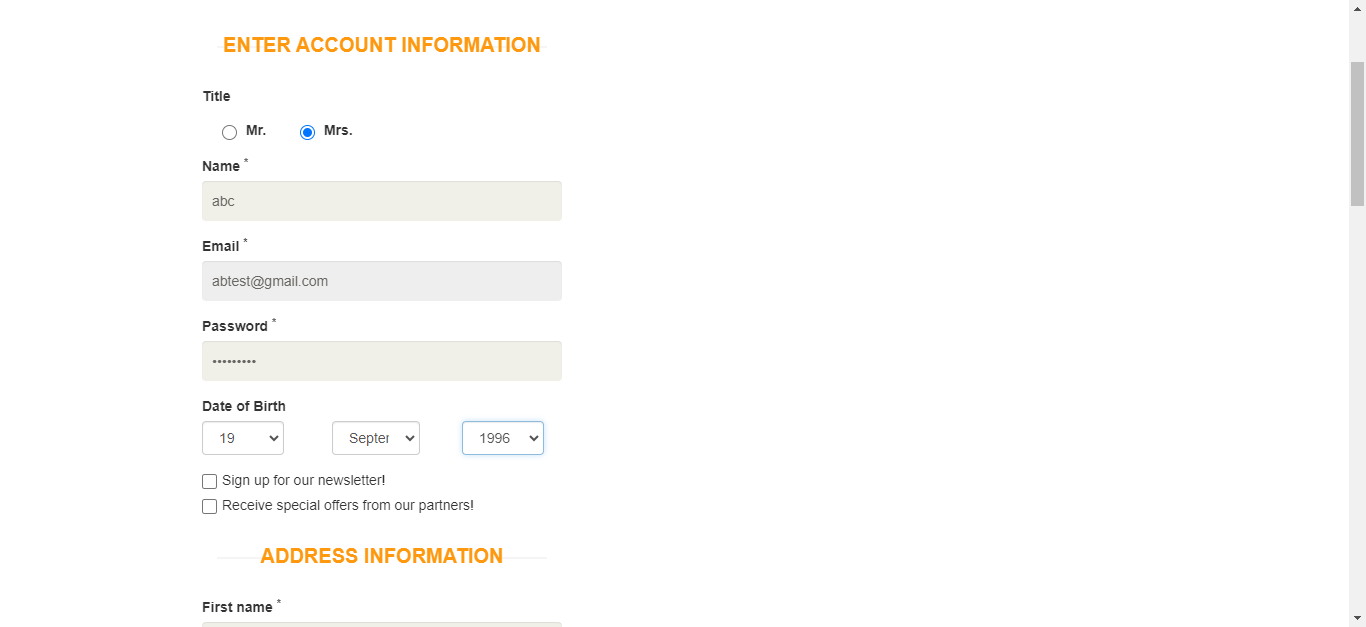 ENTER ACCOUNT INFORMATION
Title
Mr. Mrs.
Name *
abc
Email *
abtest@gmail.com
Password *
•••••••••
Date of Birth
19 Septer 1996
Sign up for our newsletter!
Receive special offers from our partners!
ADDRESS INFORMATION
First name *